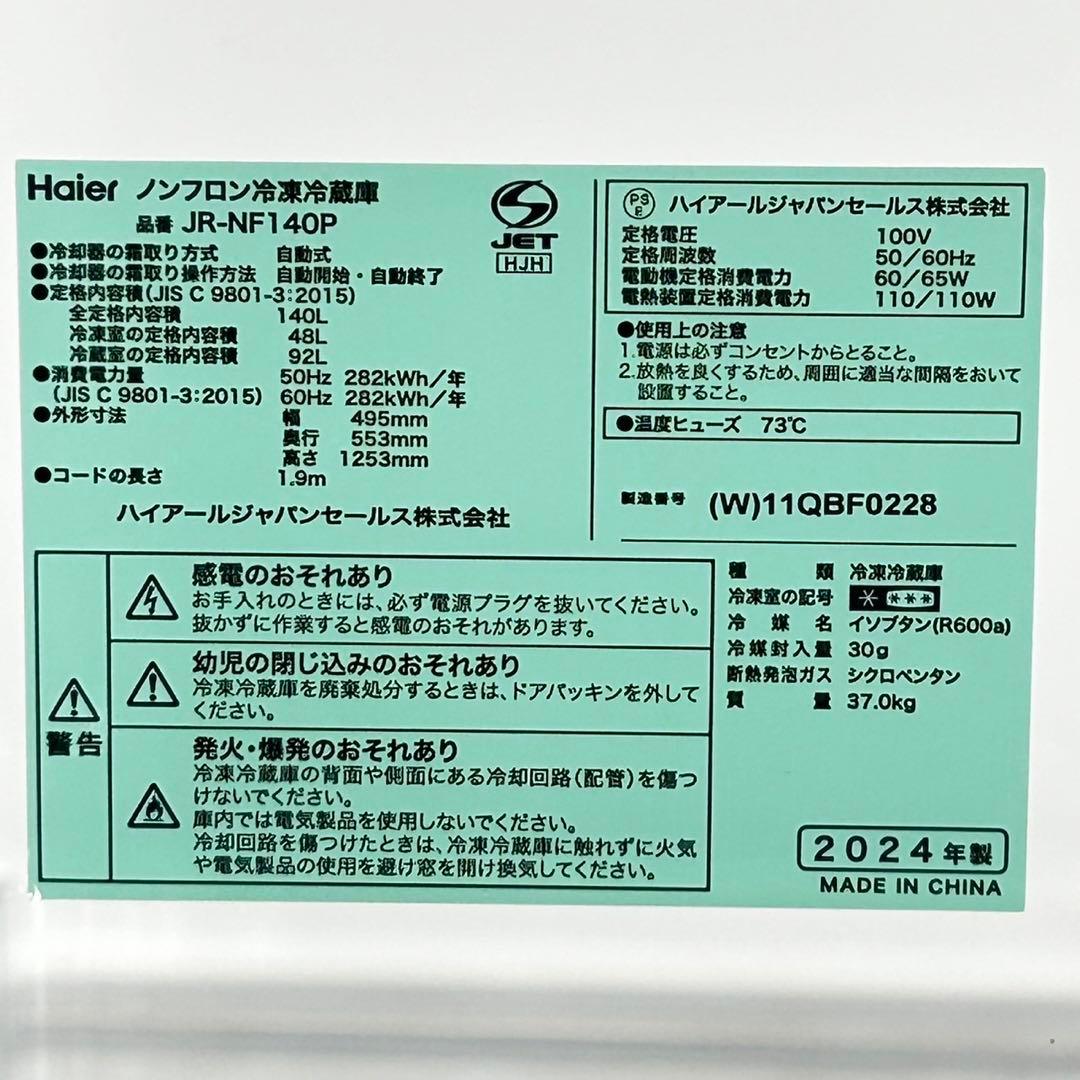 Haier ノンフロン冷凍冷蔵庫
品番 JR-NF140P
●冷却器の霜取り方式 自動式
●冷却器の霜取り操作方法 自動開始・自動終了
●定格内容積(JIS C 9801-3:2015)
全定格内容積 140L
冷凍室の定格内容積 48L
冷蔵室の定格内容積 92L
●消費電力量 50Hz 282kWh/年
(JIS C 9801-3:2015) 60Hz 282kWh/年
●外形寸法 幅 495mm
奥行 553mm
高さ 1253mm
●コードの長さ 1.9m
ハイアールジャパンセールス株式会社
S
JET
HJH
PS
E
ハイアールジャパンセールス株式会社
定格電圧 100V
定格周波数 50/60Hz
電動機定格消費電力 60/65W
電熱装置定格消費電力 110/110W
●使用上の注意
1.電源は必ずコンセントからとること。
2.放熱を良くするため、周囲に適当な間隔をおいて
設置すること。
●温度ヒューズ 73℃
製造番号 (W)11QBF0228
警告
感電のおそれあり
お手入れのときには、必ず電源プラグを抜いてください。
抜かずに作業すると感電のおそれがあります。
幼児の閉じ込みのおそれあり
冷凍冷蔵庫を廃棄処分するときは、ドアパッキンを外して
ください。
発火・爆発のおそれあり
冷凍冷蔵庫の背面や側面にある冷却回路(配管)を傷つ
けないでください。
庫内では電気製品を使用しないでください。
冷却回路を傷つけたときは、冷凍冷蔵庫に触れずに火気
や電気製品の使用を避け窓を開け換気してください。
種類 冷凍冷蔵庫
冷凍室の記号 * ***
冷媒名 イソブタン(R600a)
冷媒封入量 30g
断熱発泡ガス シクロペンタン
質量 37.0kg
2024年製
MADE IN CHINA